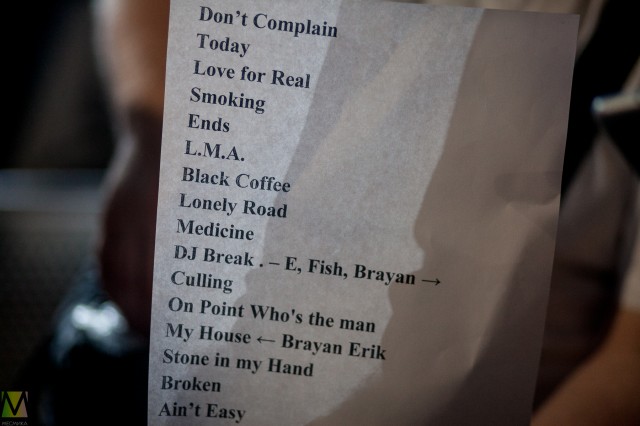 Don't Complain
Today
Love for Real
Smoking
Ends
L.M.A.
Black Coffee
Lonely Road
Medicine
DJ Break . – E, Fish, Brayan →
Culling
On Point Who's the man
My House ← Brayan Erik
Stone in my Hand
Broken
Ain't Easy